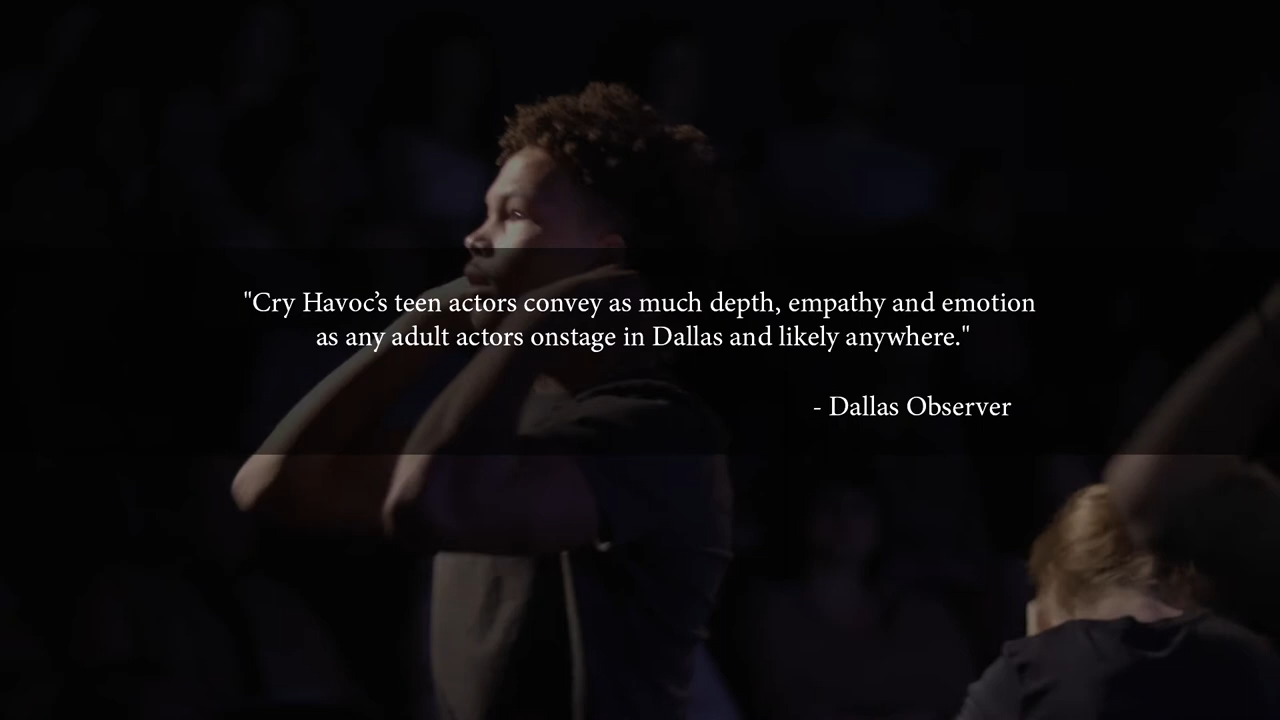 "Cry Havoc’s teen actors convey as much depth, empathy and emotion
as any adult actors onstage in Dallas and likely anywhere."
- Dallas Observer